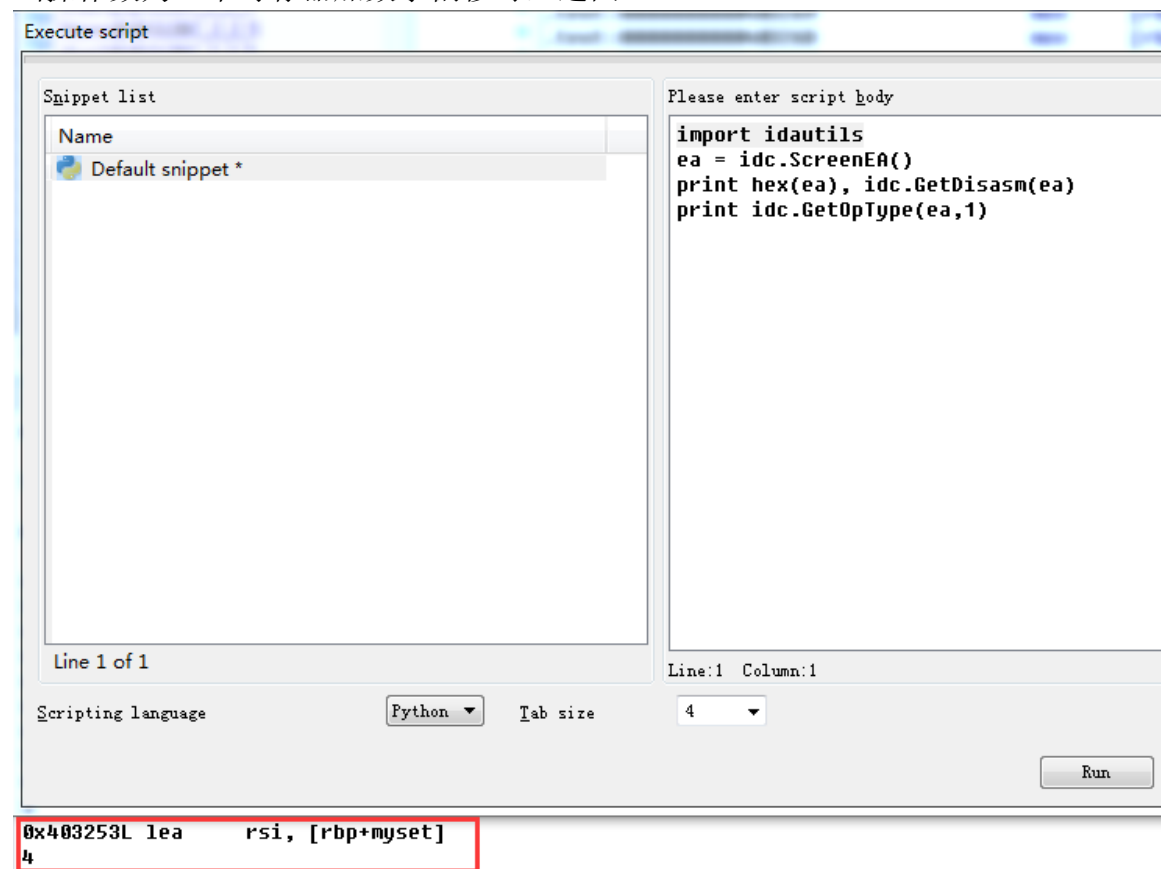 Execute script
Snippet list
Please enter script body
Name
Default snippet *
import idautils
ea = idc.ScreenEA()
print hex(ea), idc.GetDisasm(ea)
print idc.GetOpType(ea,1)
Line 1 of 1
Line:1 Column:1
Scripting language
Python
Tab size
4
Run
0x403253L lea rsi, [rbp+myset]
4